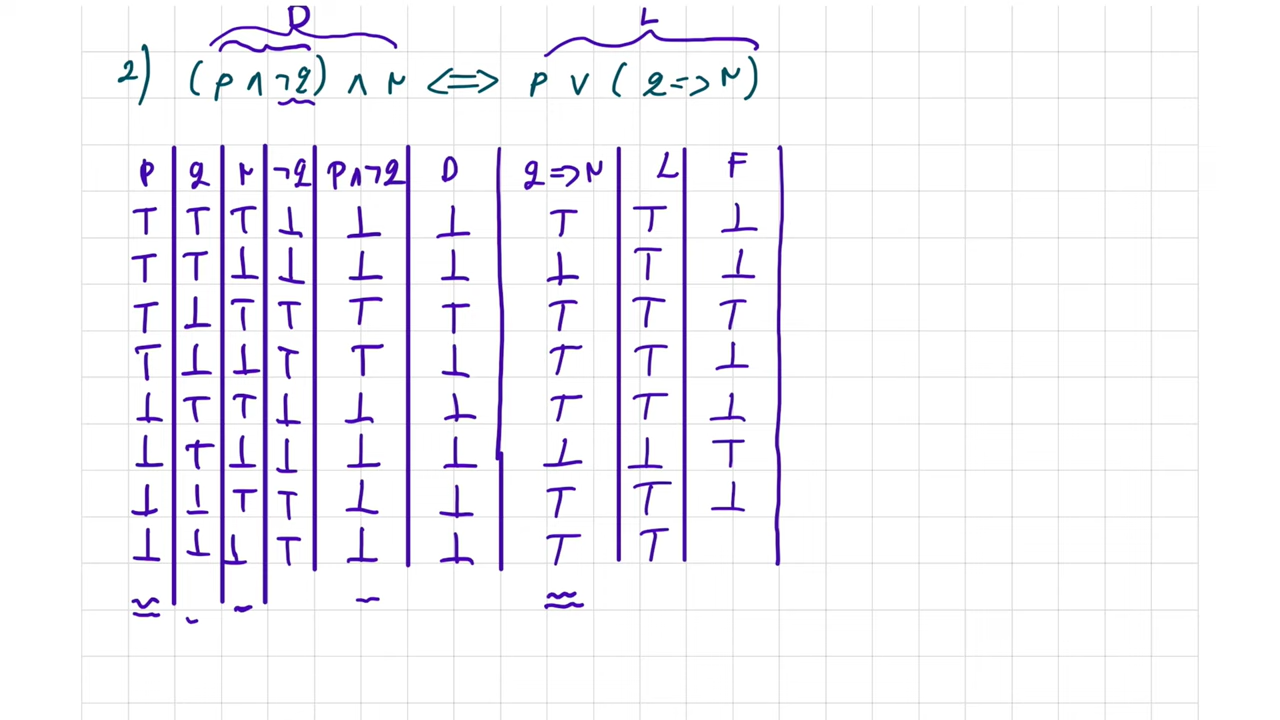 D L
2) (p ∧ ¬q) ∧ r <=> p ∨ (q => r)
p q r ¬q p∧¬q D q => r L F
T T T ⊥ ⊥ ⊥ T T ⊥
T T ⊥ ⊥ ⊥ ⊥ ⊥ T ⊥
T ⊥ T T T T T T T
T ⊥ ⊥ T T ⊥ T T ⊥
⊥ T T ⊥ ⊥ ⊥ T T ⊥
⊥ T ⊥ ⊥ ⊥ ⊥ ⊥ ⊥ T
⊥ ⊥ T T ⊥ ⊥ T T ⊥
⊥ ⊥ ⊥ T ⊥ ⊥ T T